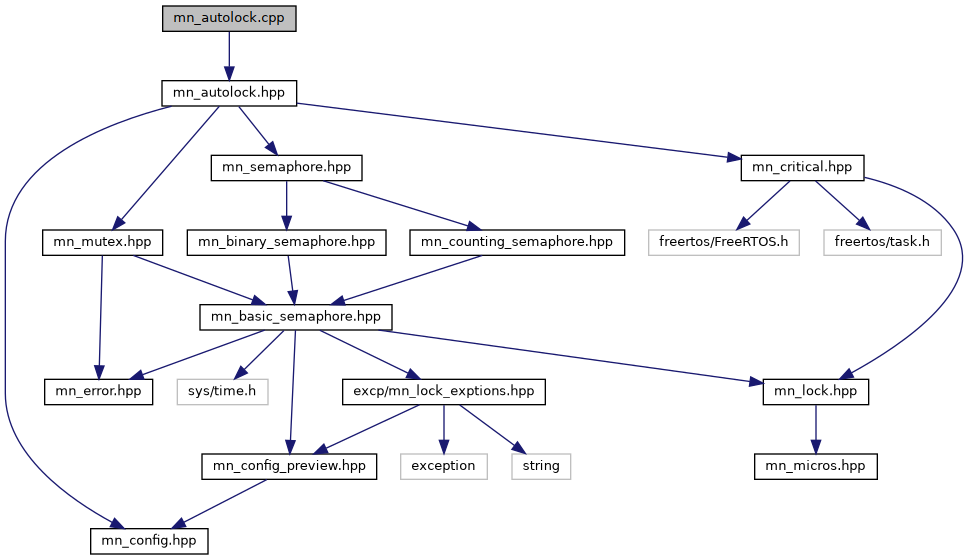 mn_autolock.cpp
mn_autolock.hpp
mn_semaphore.hpp
mn_critical.hpp
mn_mutex.hpp
mn_binary_semaphore.hpp
mn_counting_semaphore.hpp
freertos/FreeRTOS.h
freertos/task.h
mn_basic_semaphore.hpp
mn_error.hpp
sys/time.h
excp/mn_lock_exptions.hpp
mn_lock.hpp
mn_config_preview.hpp
exception
string
mn_micros.hpp
mn_config.hpp